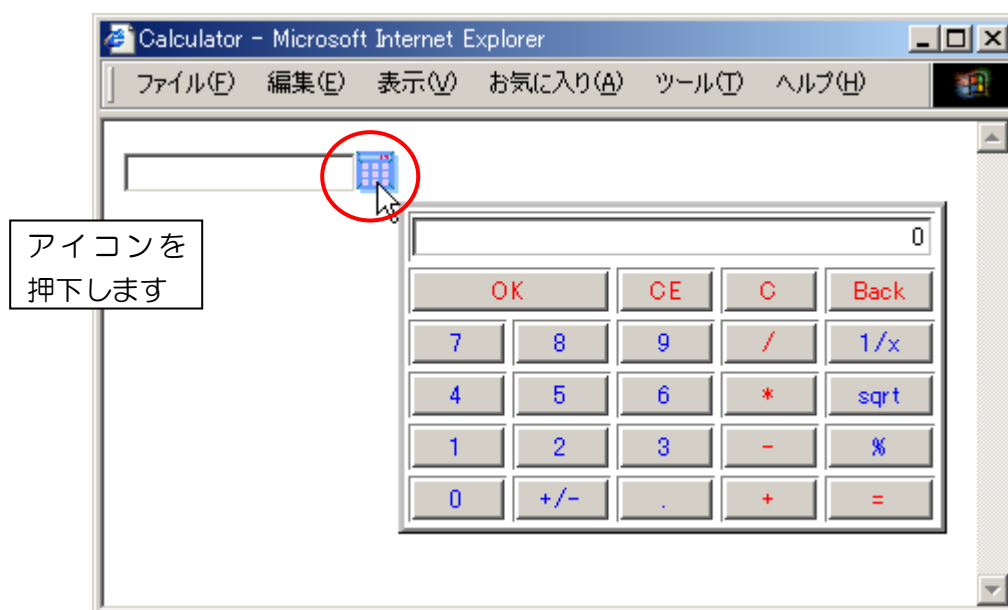 Calculator - Microsoft Internet Explorer
ファイル(F) 編集(E) 表示(V) お気に入り(A) ツール(T) ヘルプ(H)
アイコンを
押下します
0
OK CE C Back
7 8 9 / 1/x
4 5 6 * sqrt
1 2 3 - %
0 +/- . + =